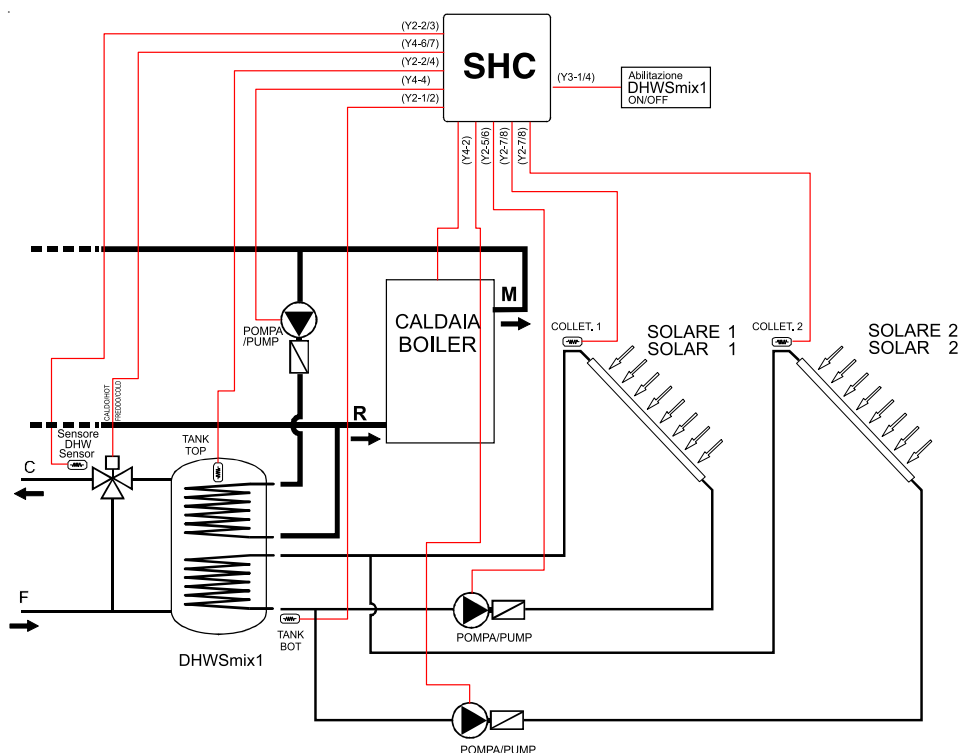 (Y2-2/3)
(Y4-6/7)
(Y2-2/4)
(Y4-4)
(Y2-1/2)
SHC
(Y3-1/4)
Abilitazione
DHWSmix1
ON/OFF
(Y4-2)
(Y2-5/6)
(Y2-7/8)
(Y2-7/8)
(Y2-7/8)
M
POMPA
/PUMP
CALDAIA
BOILER
COLLET. 1
SOLARE 1
SOLAR 1
COLLET. 2
SOLARE 2
SOLAR 2
CALDO/HOT
FREDDO/COLD
R
Sensore
DHW
Sensor
TANK
TOP
C
F
TANK
BOT
POMPA/PUMP
DHWSmix1
POMPA/PUMP